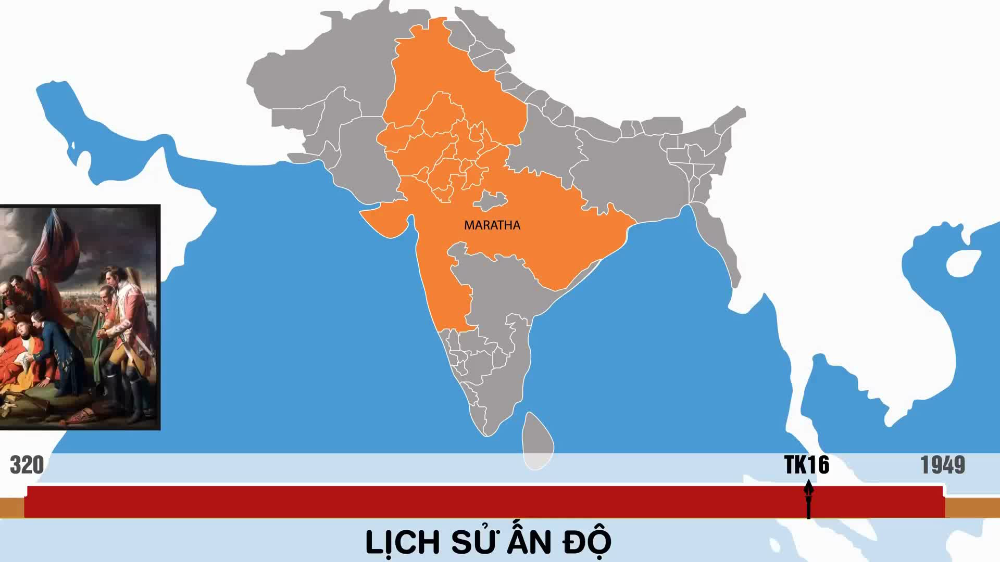 MARATHA
320
TK16
1949
LỊCH SỬ ẤN ĐỘ